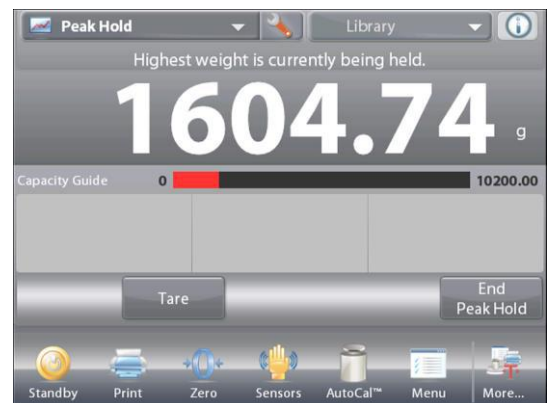 Peak Hold
Library
Highest weight is currently being held.
1604.74 g
Capacity Guide 0 10200.00
Tare
End
Peak Hold
Standby Print Zero Sensors AutoCal™ Menu More...